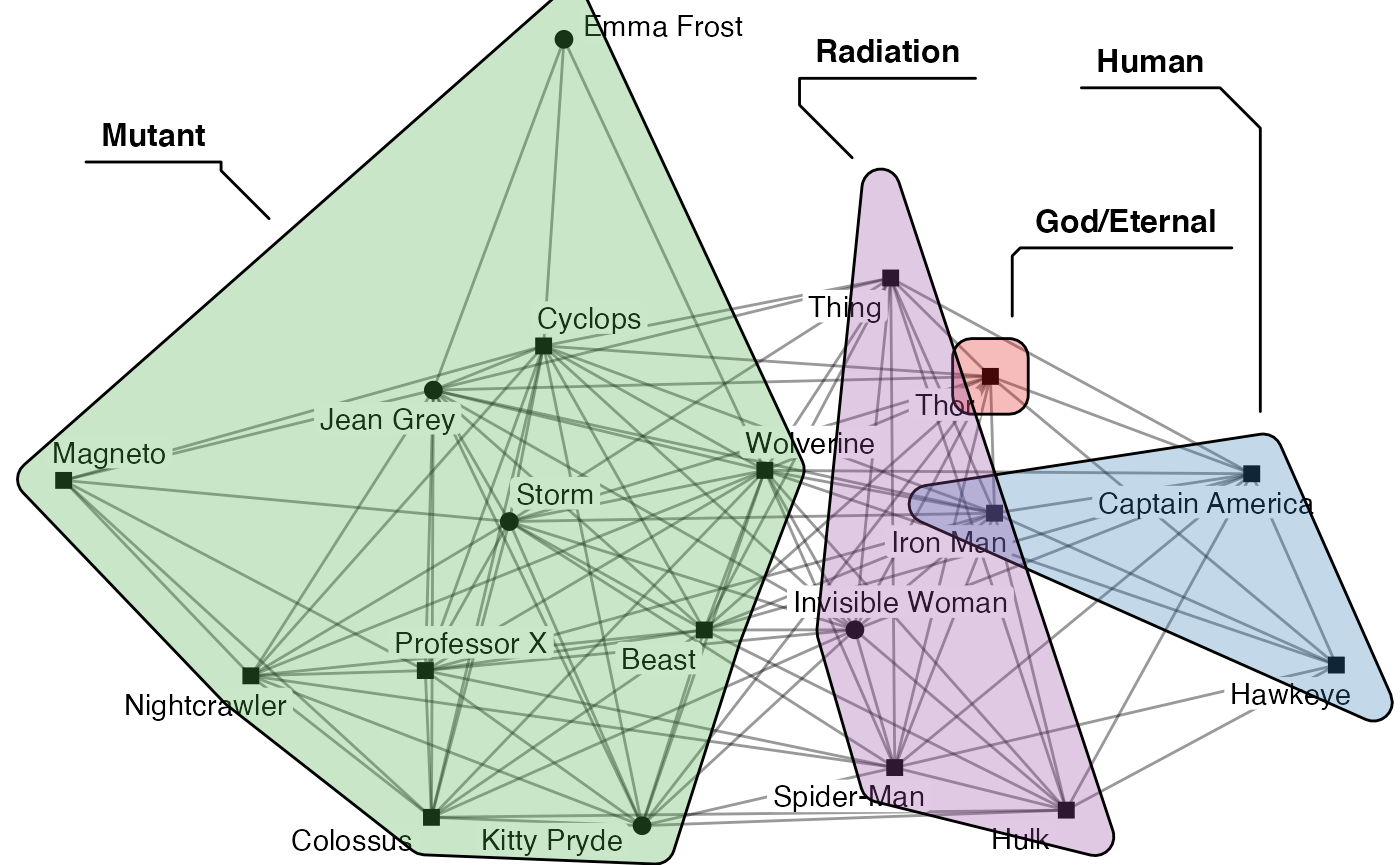 Emma Frost
Radiation
Human
Mutant
God/Eternal
Thing
Cyclops
Thor
Jean Grey
Wolverine
Magneto
Storm
Captain America
Iron Man
Invisible Woman
Professor X
Beast
Hawkeye
Nightcrawler
Spider-Man
Colossus
Kitty Pryde
Hulk